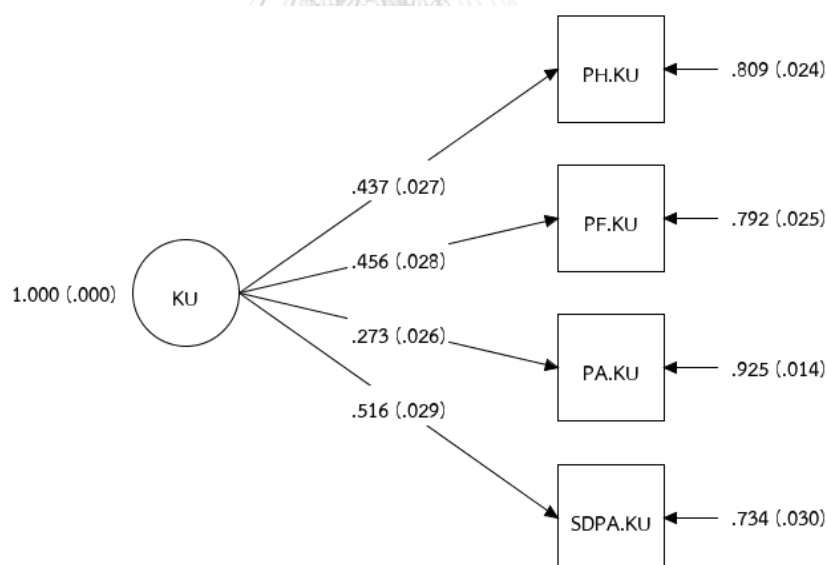 PH.KU
.809 (.024)
.437 (.027)
PF.KU
.792 (.025)
.456 (.028)
1.000 (.000)
KU
.273 (.026)
PA.KU
.925 (.014)
.516 (.029)
SDPA.KU
.734 (.030)